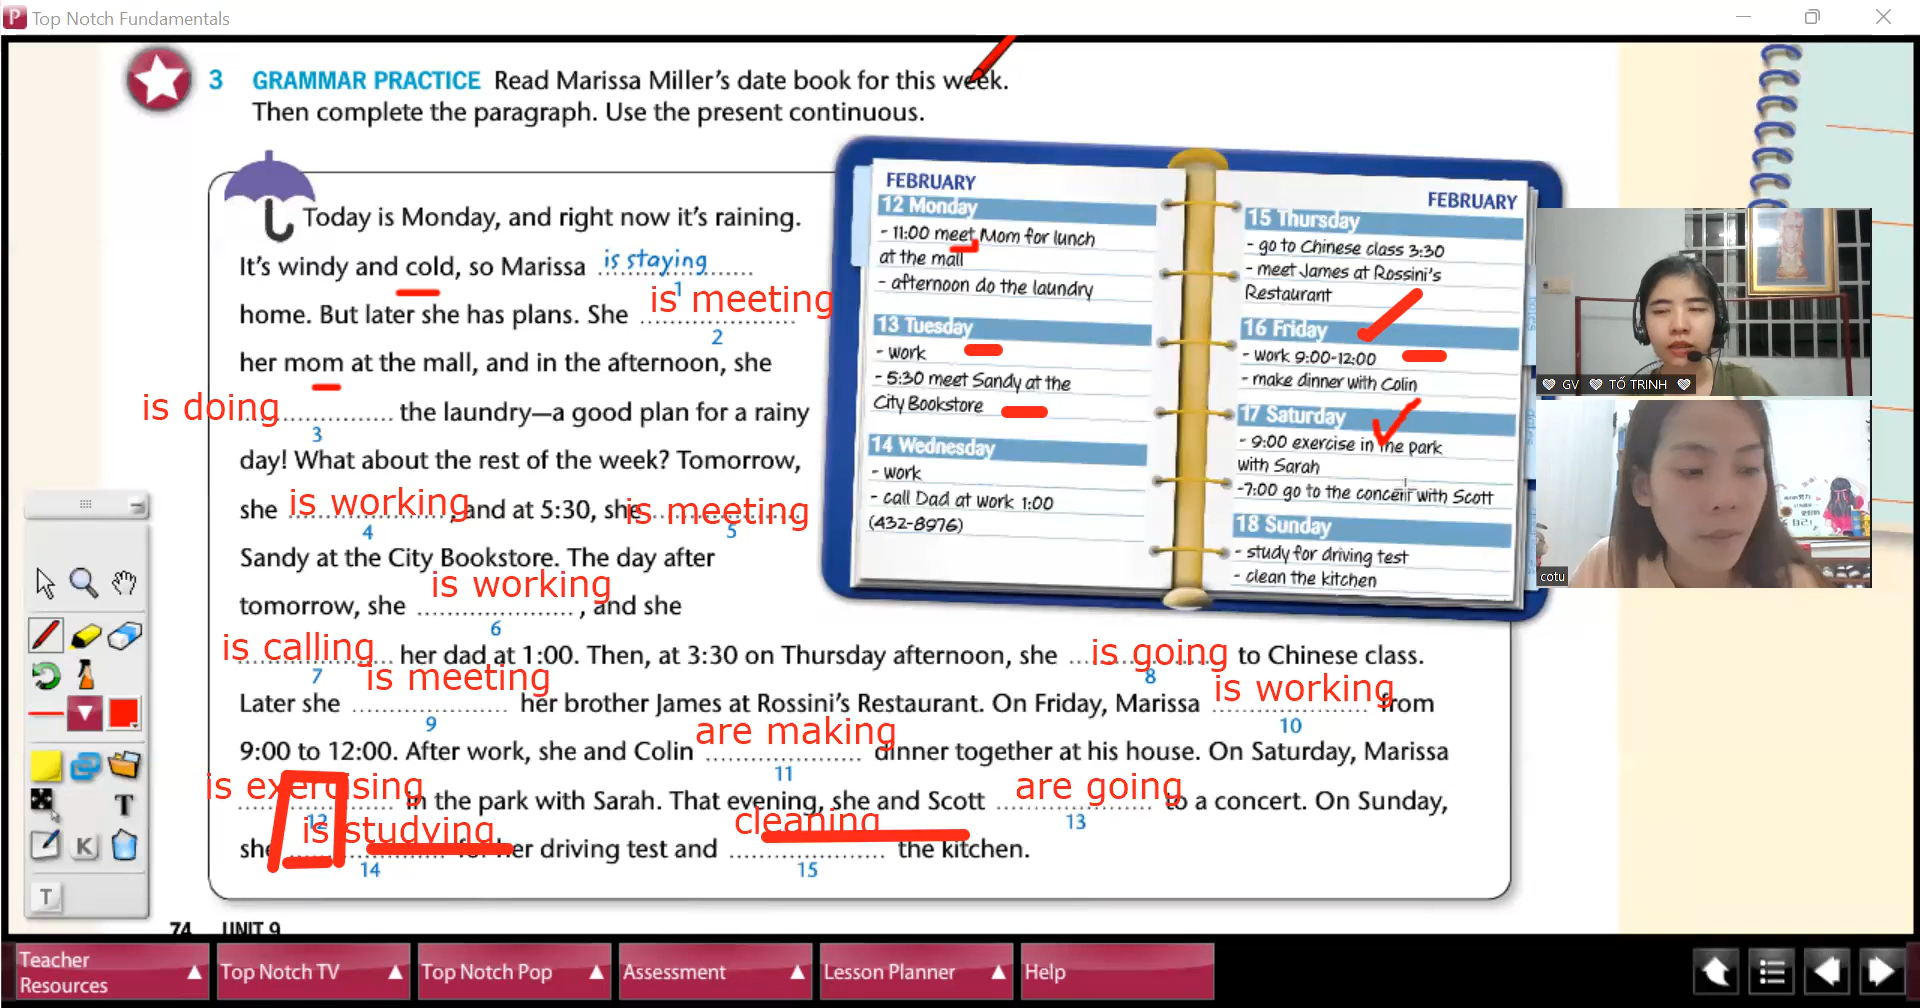 Top Notch Fundamentals
3 GRAMMAR PRACTICE Read Marissa Miller's date book for this week.
Then complete the paragraph. Use the present continuous.
Today is Monday, and right now it's raining.
It's windy and cold, so Marissa is staying
1
home. But later she has plans. She is meeting
2
her mom at the mall, and in the afternoon, she
is doing the laundry—a good plan for a rainy
3
day! What about the rest of the week? Tomorrow,
she is working, and at 5:30, she is meeting
4 5
Sandy at the City Bookstore. The day after
tomorrow, she is working, and she
6
is calling her dad at 1:00. Then, at 3:30 on Thursday afternoon, she is going to Chinese class.
7 8
Later she is meeting her brother James at Rossini's Restaurant. On Friday, Marissa is working from
9 10
9:00 to 12:00. After work, she and Colin are making dinner together at his house. On Saturday, Marissa
11
is exercising in the park with Sarah. That evening, she and Scott are going to a concert. On Sunday,
12 13
she is studying for her driving test and cleaning the kitchen.
14 15
FEBRUARY
12 Monday
- 11:00 meet Mom for lunch
at the mall
- afternoon do the laundry
13 Tuesday
- work
- 5:30 meet Sandy at the
City Bookstore
14 Wednesday
- work
- call Dad at work 1:00
(432-8976)
FEBRUARY
15 Thursday
- go to Chinese class 3:30
- meet James at Rossini's
Restaurant
16 Friday
- work 9:00-12:00
- make dinner with Colin
17 Saturday
- 9:00 exercise in the park
with Sarah
-7:00 go to the concert with Scott
18 Sunday
- study for driving test
- clean the kitchen
GV TỐ TRINH
cotu
T
K
T
74 UNIT 9
Teacher
Resources
Top Notch TV
Top Notch Pop
Assessment
Lesson Planner
Help